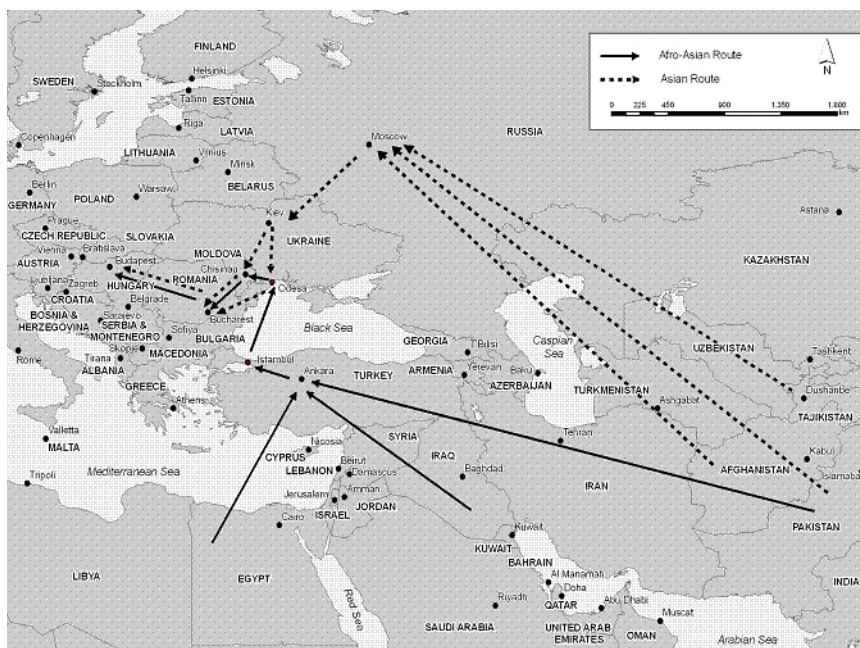 FINLAND
Helsinki
SWEDEN
Stockholm
Tallinn
ESTONIA
Riga
LATVIA
Copenhagen
LITHUANIA
Vilnius
Minsk
Moscow
RUSSIA
Afro-Asian Route
Asian Route
N
0 225 450 900 1,350 1,800
km
Berlin
GERMANY
POLAND
Warsaw
BELARUS
Prague
CZECH REPUBLIC
SLOVAKIA
Kiev
UKRAINE
Astana
KAZAKHSTAN
Vienna
Bratislava
AUSTRIA
Budapest
MOLDOVA
Chisinau
Ljubljana
Zagreb
HUNGARY
ROMANIA
Odesa
CROATIA
Belgrade
BOSNIA &
HERZEGOVINA
Sarajevo
SERBIA &
MONTENEGRO
Bucharest
Sofiya
BULGARIA
Black Sea
Skopje
MACEDONIA
Rome
Tirana
ALBANIA
Istambul
GEORGIA
T'Bilisi
Caspian
Sea
UZBEKISTAN
Tashkent
GREECE
Ankara
TURKEY
ARMENIA
Yerevan
Baku
AZERBAIJAN
TURKMENISTAN
Dushanbe
TAJIKISTAN
Athens
Ashgabat
Valletta
MALTA
Nicosia
CYPRUS
SYRIA
Tehran
Kabul
AFGHANISTAN
Islamaba
Tripoli
Mediterranean Sea
LEBANON
Beirut
Damascus
IRAQ
Baghdad
IRAN
Jerusalem
Amman
ISRAEL
JORDAN
Cairo
PAKISTAN
Kuwait
KUWAIT
BAHRAIN
LIBYA
EGYPT
Red Sea
Al Manamah
Doha
QATAR
INDIA
Riyadh
Abu Dhabi
Muscat
SAUDI ARABIA
UNITED ARAB
EMIRATES
OMAN
Arabian Sea